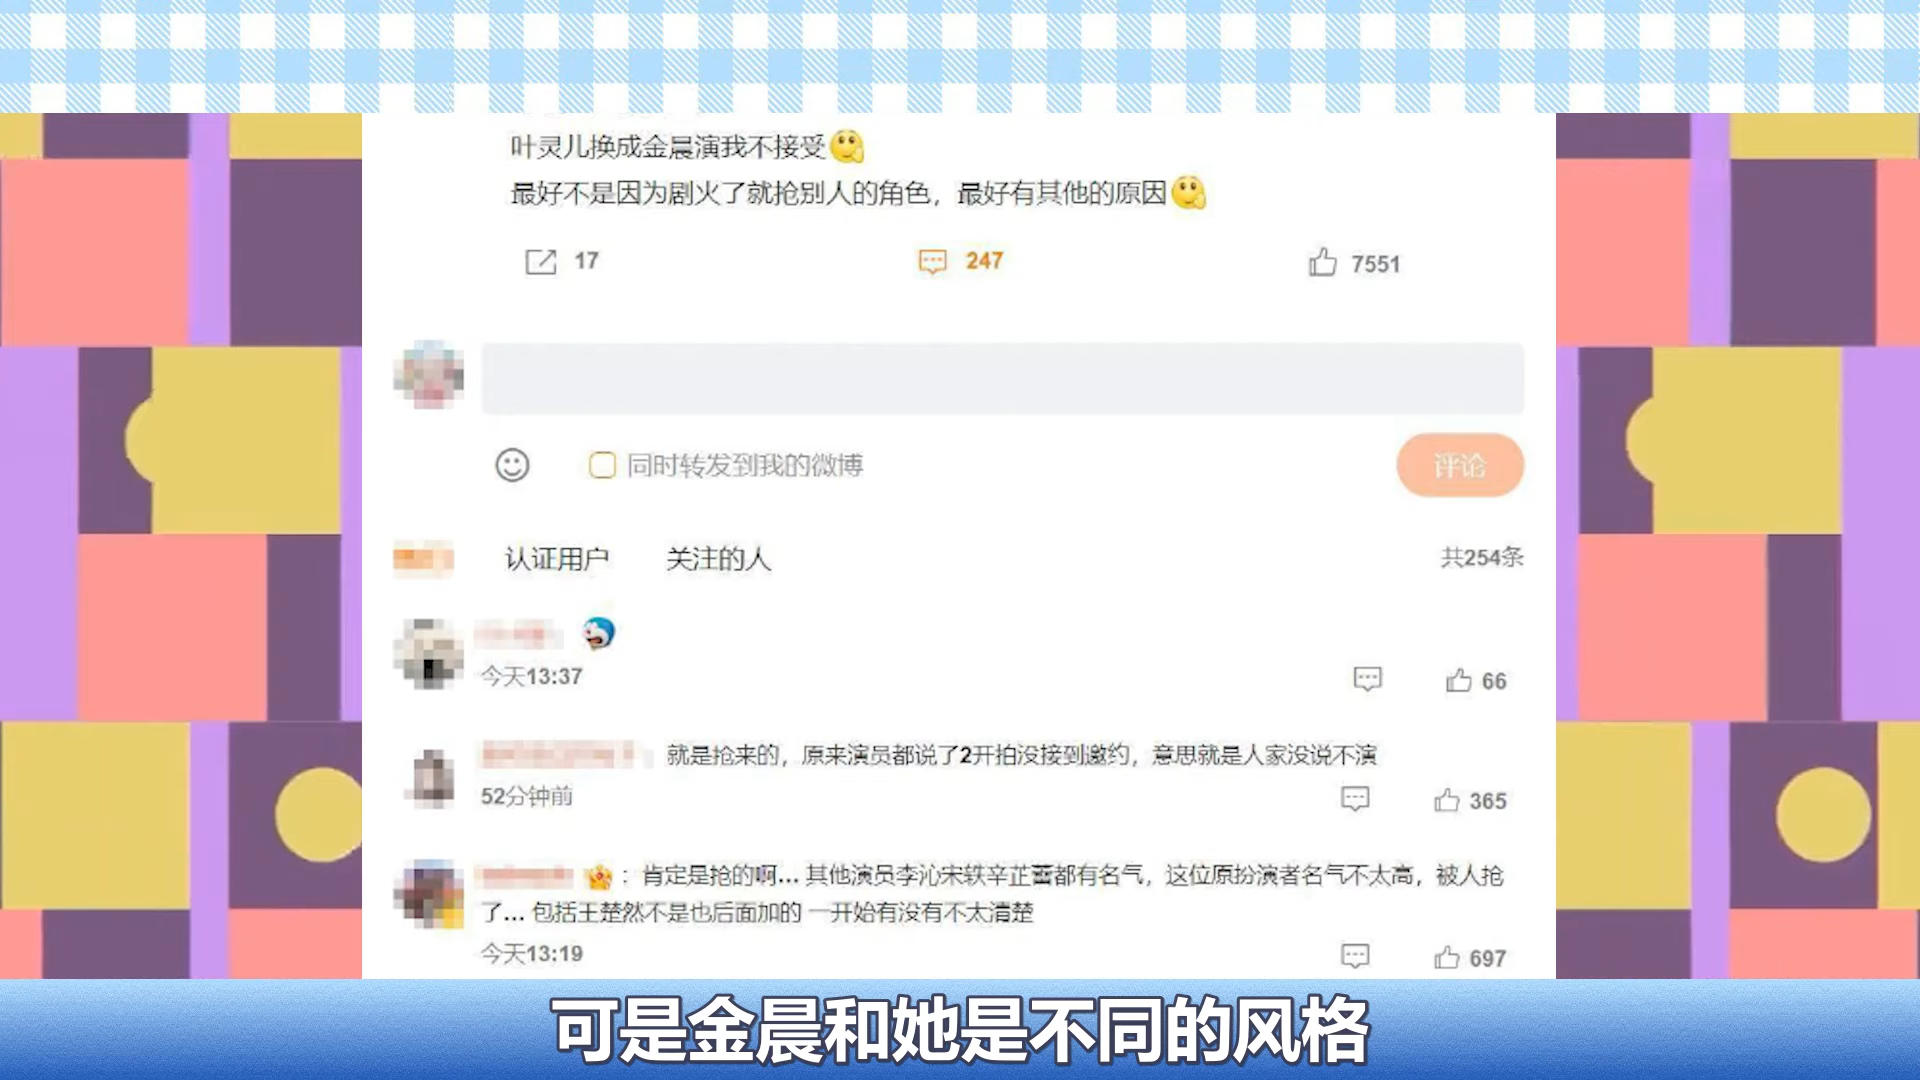 叶灵儿换成金晨演我不接受
最好不是因为剧火了就抢别人的角色，最好有其他的原因
17
247
7551
同时转发到我的微博
评论
认证用户
关注的人
共254条
今天13:37
66
就是抢来的，原来演员都说了2开拍没接到邀约，意思就是人家没说不演
52分钟前
365
：肯定是抢的啊... 其他演员李沁宋轶辛芷蕾都有名气，这位原扮演者名气不太高，被人抢
了... 包括王楚然不是也后面加的 一开始有没有不太清楚
今天13:19
697
可是金晨和她是不同的风格